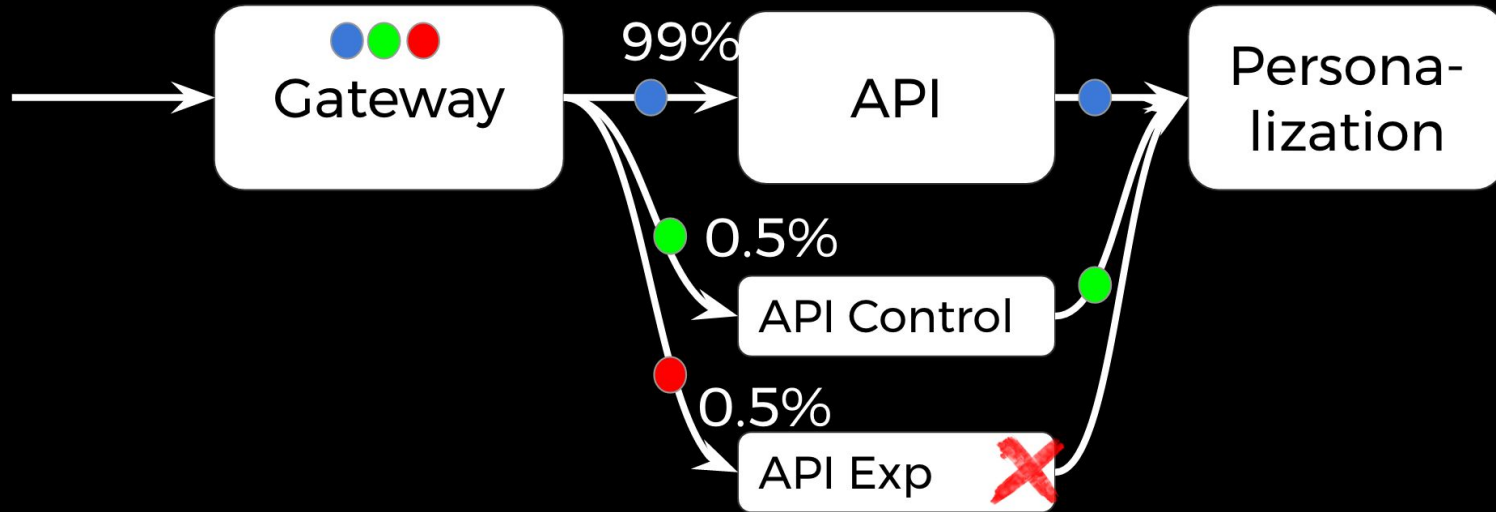 Gateway
99%
API
Persona-
lization
0.5%
API Control
0.5%
API Exp